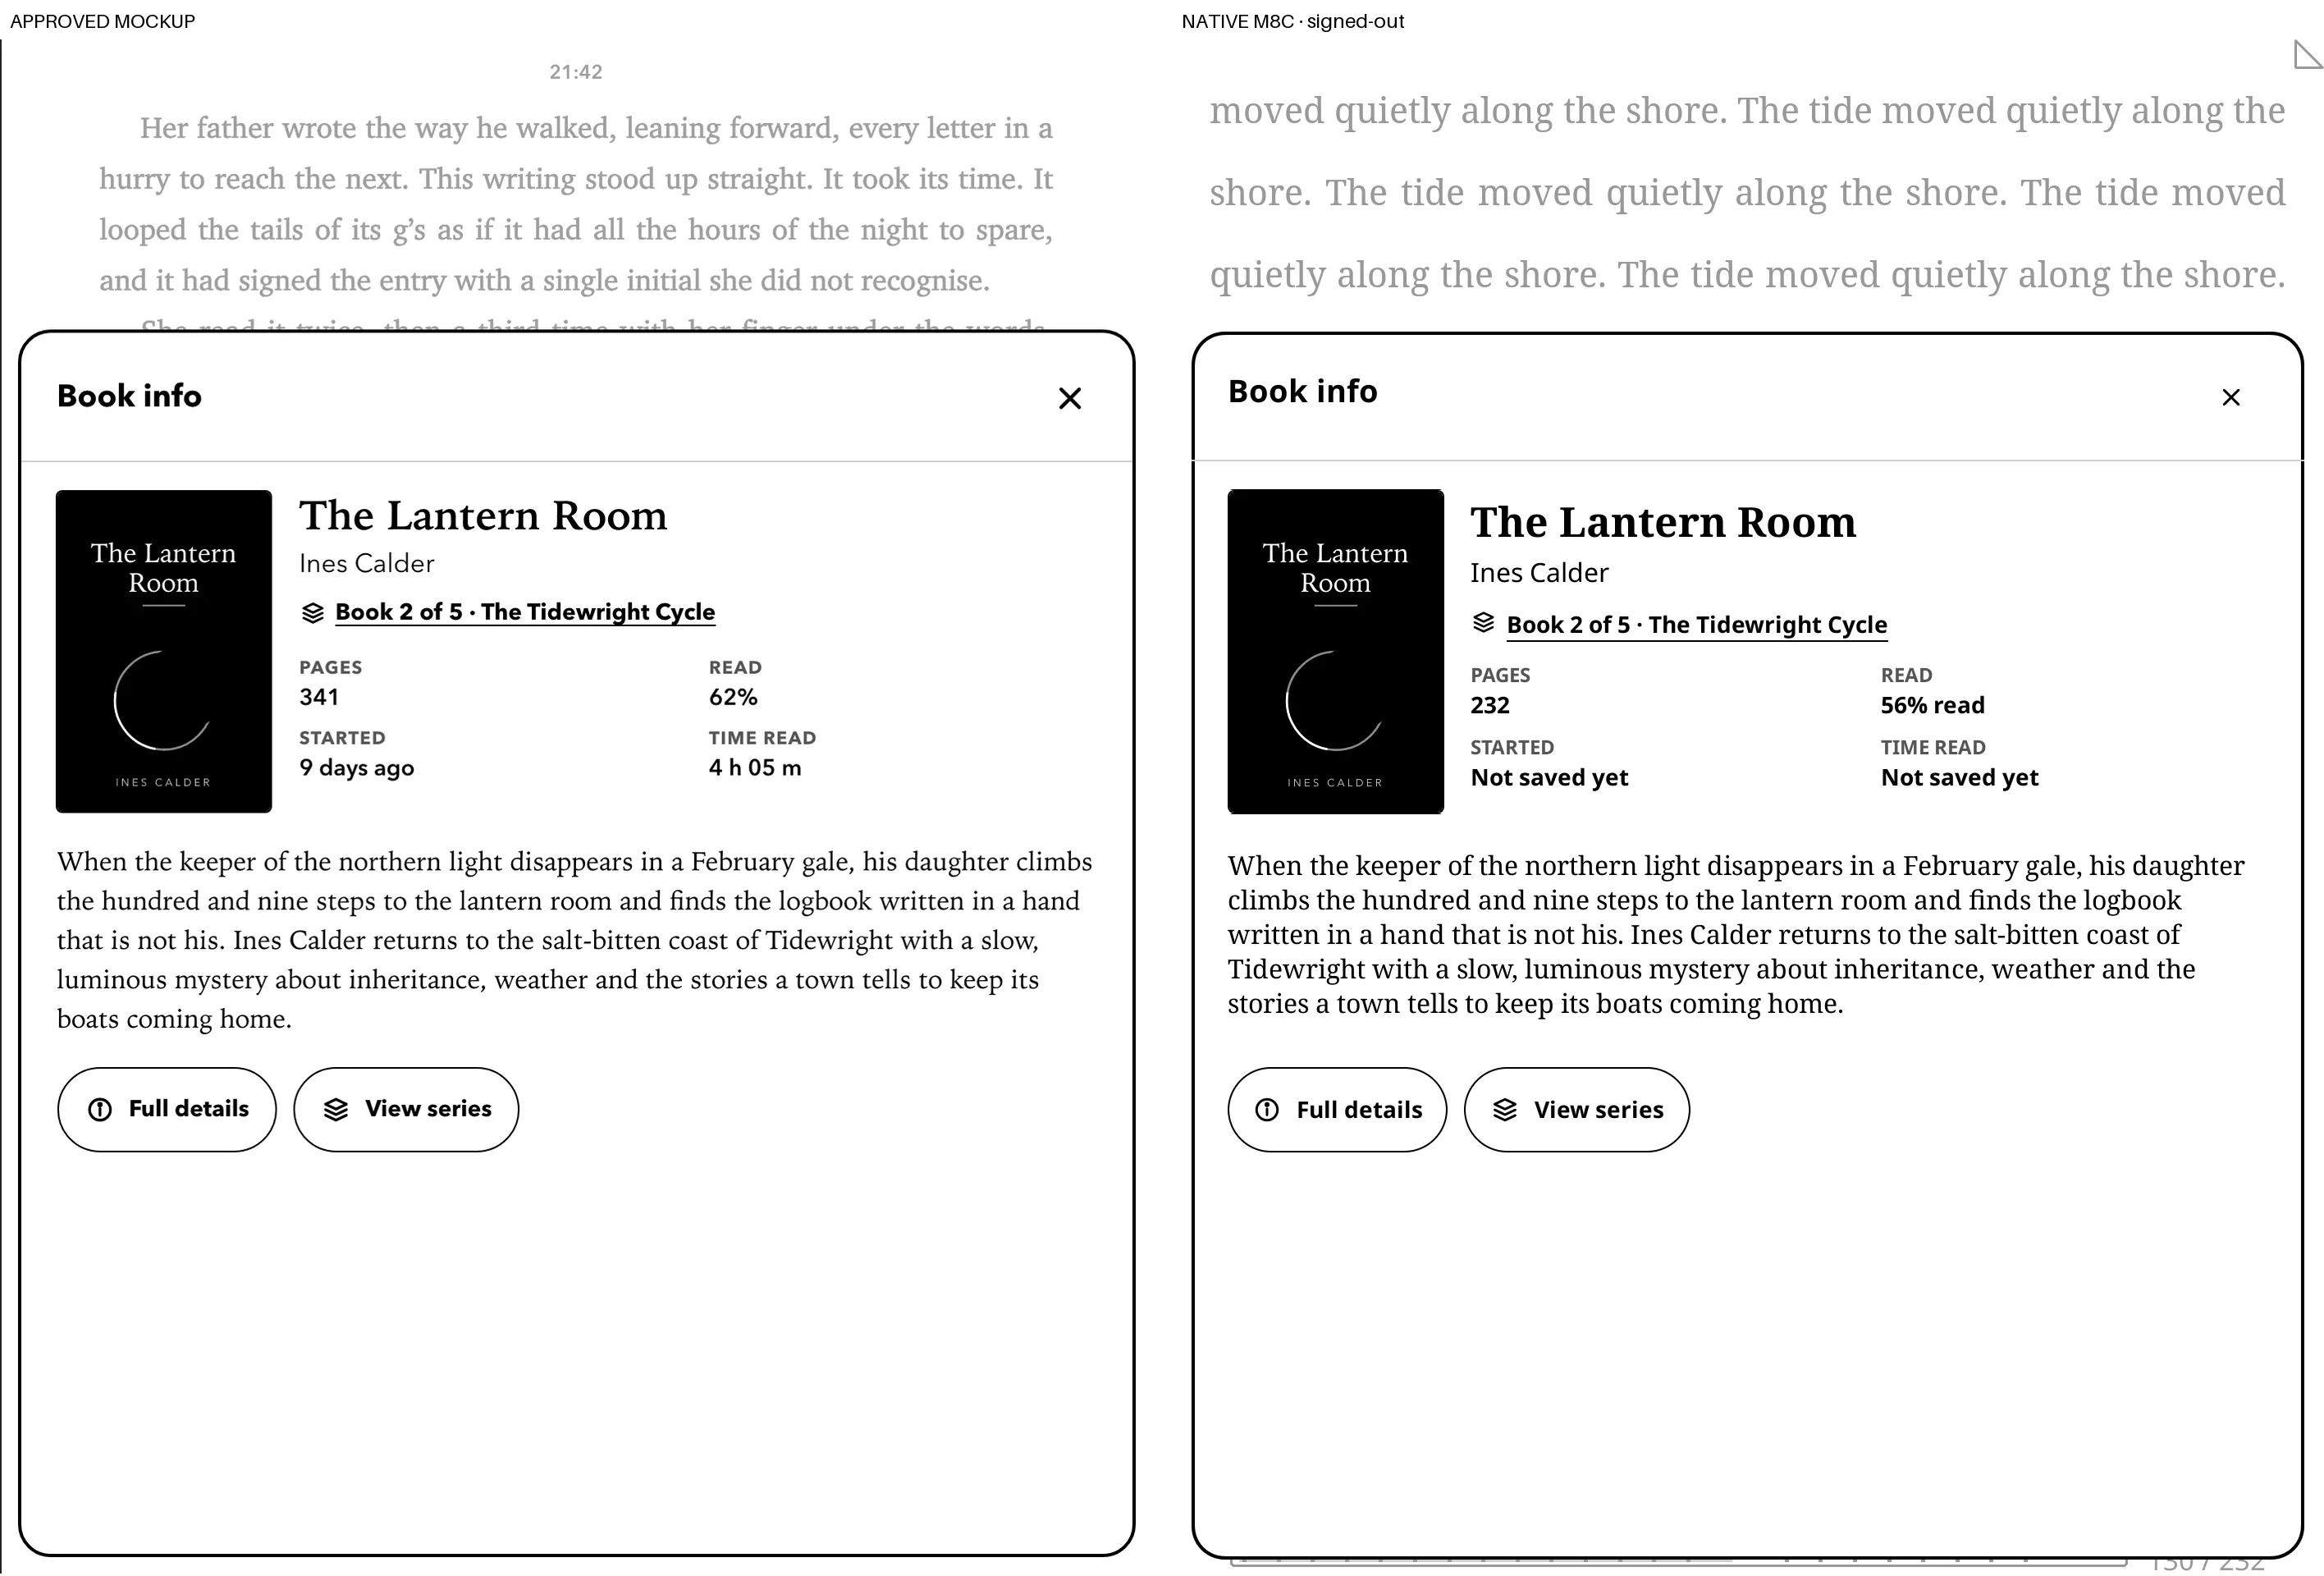 APPROVED MOCKUP
21:42
Her father wrote the way he walked, leaning forward, every letter in a
hurry to reach the next. This writing stood up straight. It took its time. It
looped the tails of its g’s as if it had all the hours of the night to spare,
and it had signed the entry with a single initial she did not recognise.
She read it twice, then a third time with her finger under the words,
Book info
The Lantern
Room
INES CALDER
The Lantern Room
Ines Calder
Book 2 of 5 · The Tidewright Cycle
PAGES
341
READ
62%
STARTED
9 days ago
TIME READ
4 h 05 m
When the keeper of the northern light disappears in a February gale, his daughter climbs
the hundred and nine steps to the lantern room and finds the logbook written in a hand
that is not his. Ines Calder returns to the salt-bitten coast of Tidewright with a slow,
luminous mystery about inheritance, weather and the stories a town tells to keep its
boats coming home.
Full details
View series
NATIVE M8C · signed-out
moved quietly along the shore. The tide moved quietly along the
shore. The tide moved quietly along the shore. The tide moved
quietly along the shore. The tide moved quietly along the shore.
Book info
The Lantern
Room
INES CALDER
The Lantern Room
Ines Calder
Book 2 of 5 · The Tidewright Cycle
PAGES
232
READ
56% read
STARTED
Not saved yet
TIME READ
Not saved yet
When the keeper of the northern light disappears in a February gale, his daughter
climbs the hundred and nine steps to the lantern room and finds the logbook
written in a hand that is not his. Ines Calder returns to the salt-bitten coast of
Tidewright with a slow, luminous mystery about inheritance, weather and the
stories a town tells to keep its boats coming home.
Full details
View series
130 / 232